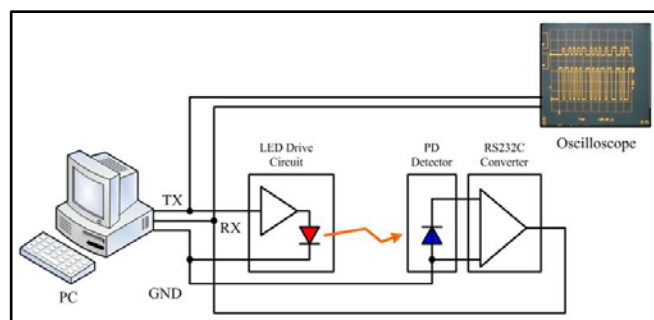 Oscilloscope
LED Drive
Circuit
PD
Detector
RS232C
Converter
TX
RX
GND
PC